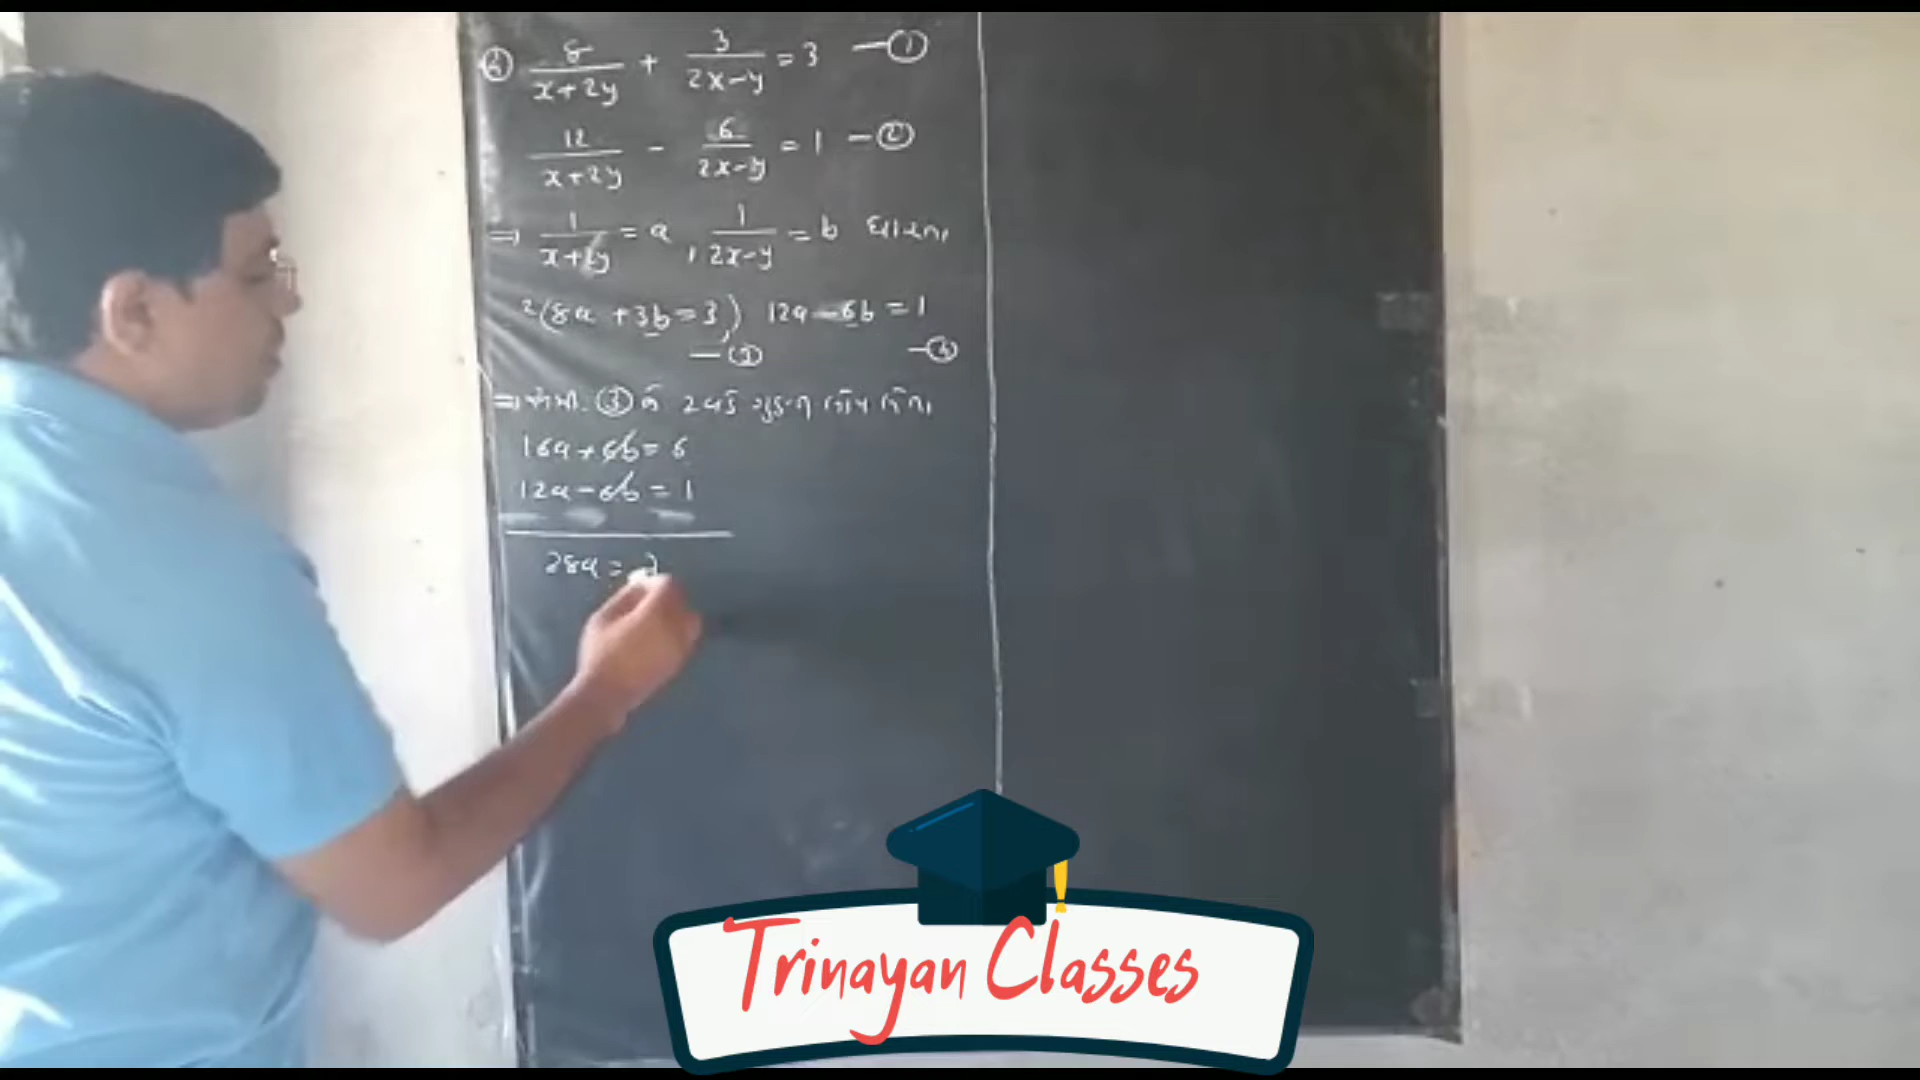 ② 8/(x+2y) + 3/(2x-y) = 3 —①
12/(x+2y) - 6/(2x-y) = 1 —②
⇒ 1/(x+2y) = a, 1/(2x-y) = b ધારતા
2(8a + 3b = 3) 12a - 6b = 1
—③ —④
⇒ સમી. ③ ને 2 વડે ગુણતા
16a + 6b = 6
12a - 6b = 1
28a =
Trinayan Classes